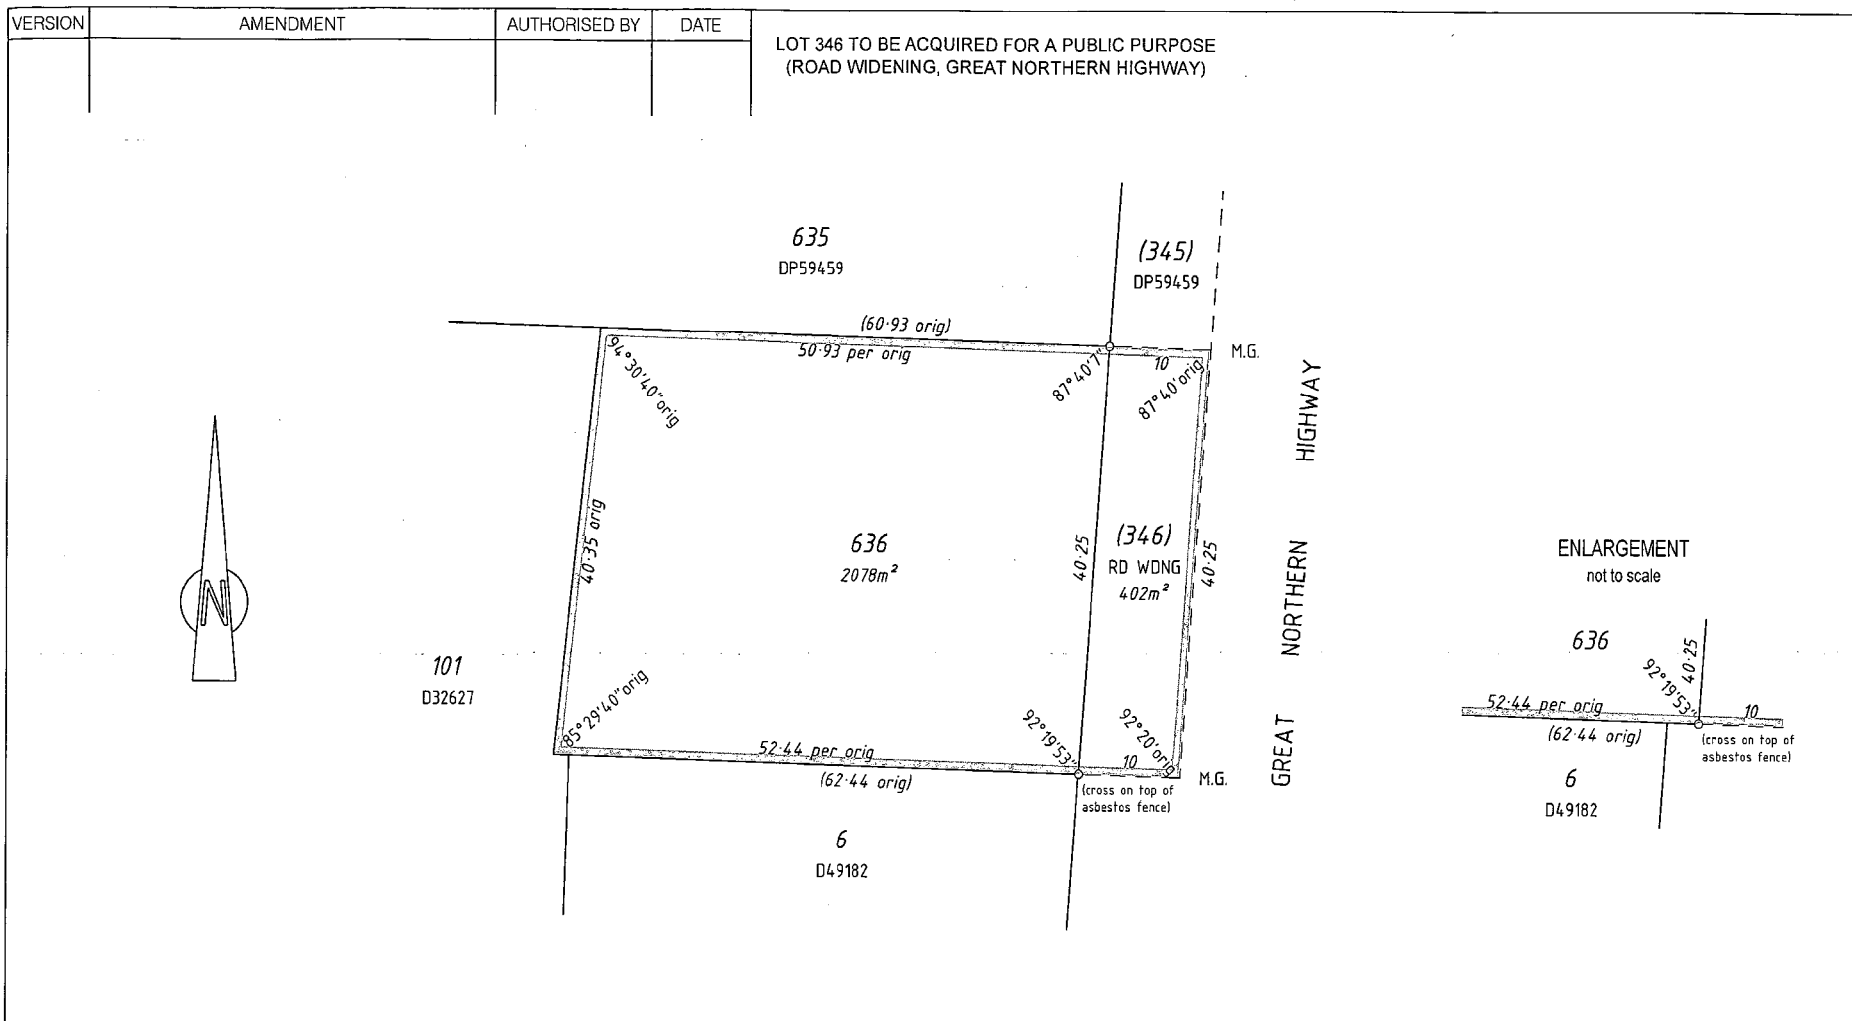 VERSION AMENDMENT AUTHORISED BY DATE
LOT 346 TO BE ACQUIRED FOR A PUBLIC PURPOSE
(ROAD WIDENING, GREAT NORTHERN HIGHWAY)
635
DP59459
(345)
DP59459
(60·93 orig)
50·93 per orig
10
M.G.
94°30'40" orig
87°40'7"
87°40' orig
40·35 orig
636
2078m²
40·25
(346)
RD WDNG
402m²
40·25
GREAT NORTHERN HIGHWAY
N
101
D32627
85°29'40" orig
92°19'53"
92°20' orig
52·44 per orig
10
(62·44 orig)
M.G.
(cross on top of
asbestos fence)
6
D49182
ENLARGEMENT
not to scale
636
40·25
92°19'53"
52·44 per orig
10
(62·44 orig)
(cross on top of
asbestos fence)
6
D49182